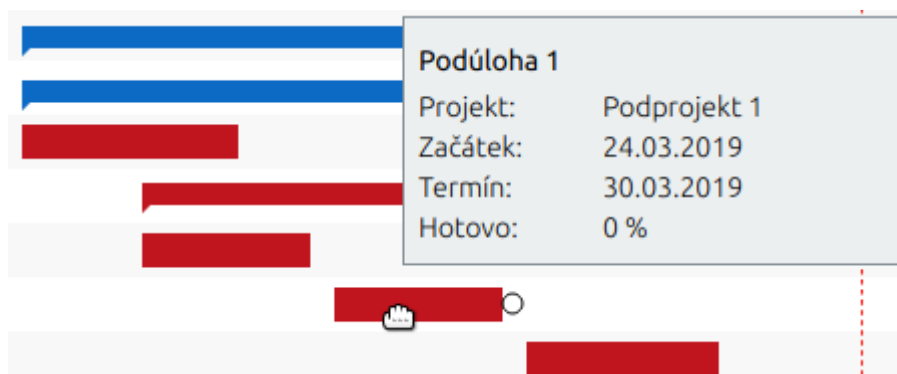 Podúloha 1
Projekt: Podprojekt 1
Začátek: 24.03.2019
Termín: 30.03.2019
Hotovo: 0 %